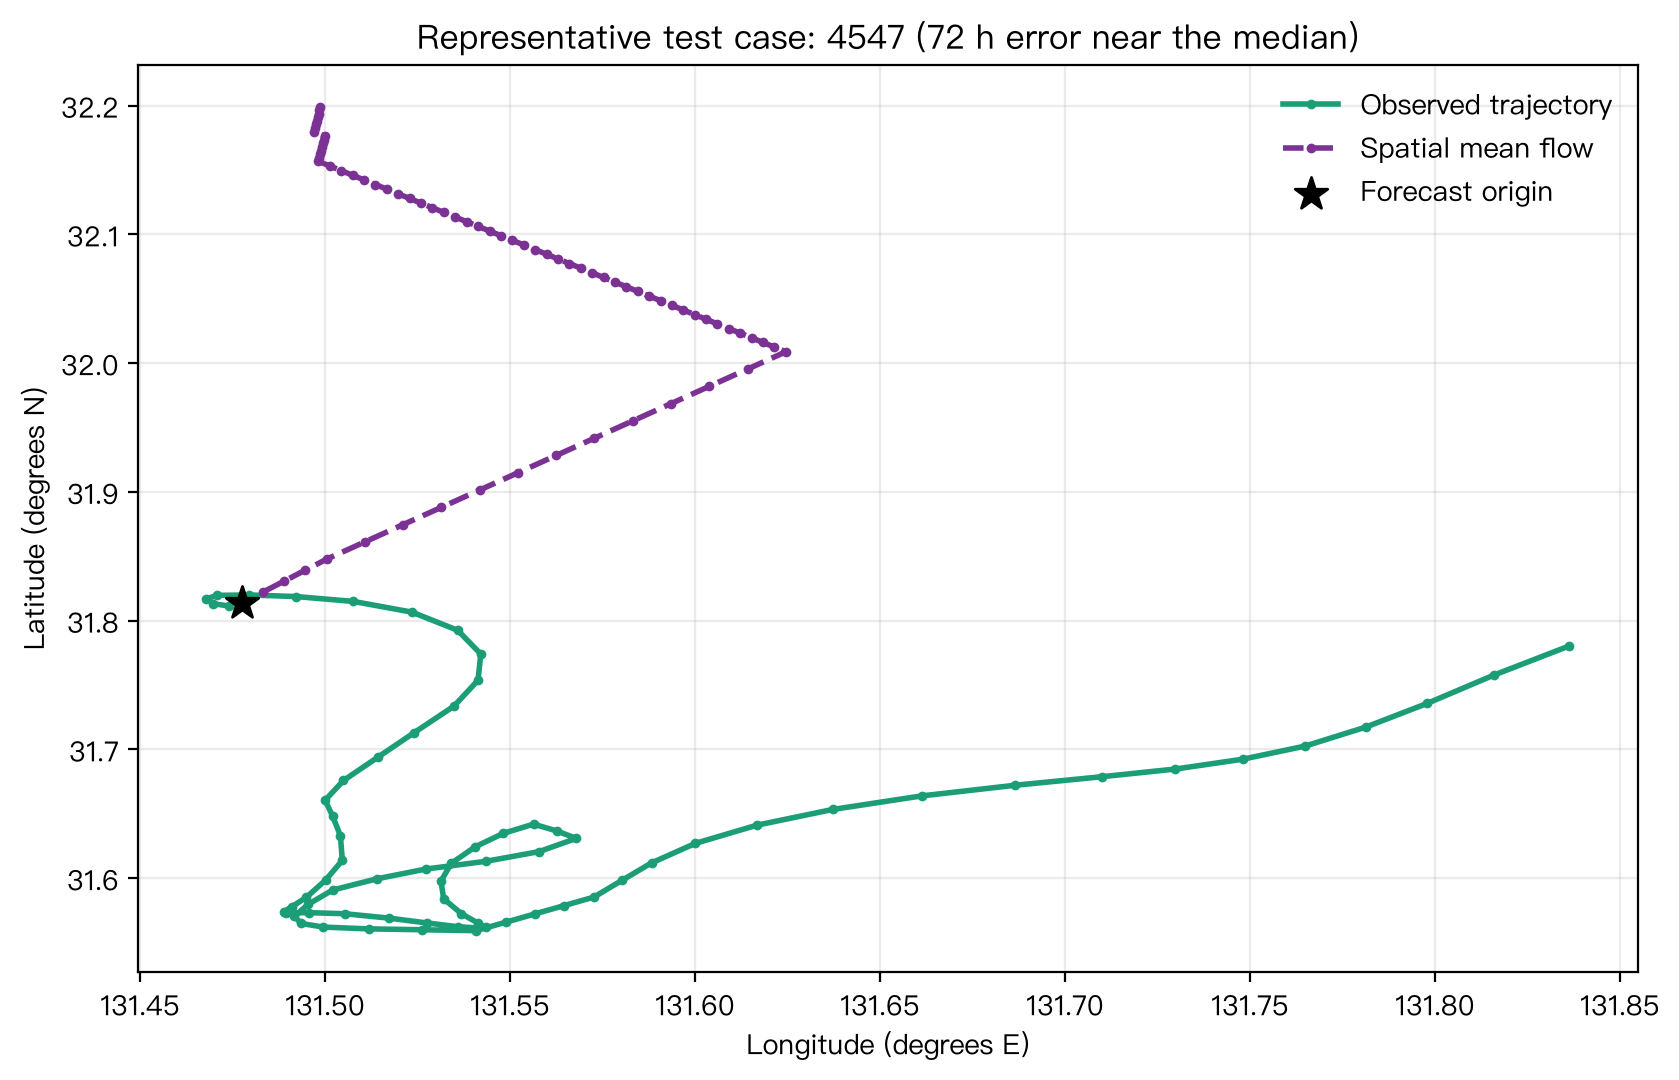 Representative test case: 4547 (72 h error near the median)
Observed trajectory
Spatial mean flow
Forecast origin
Latitude (degrees N)
32.2
32.1
32.0
31.9
31.8
31.7
31.6
131.45 131.50 131.55 131.60 131.65 131.70 131.75 131.80 131.85
Longitude (degrees E)